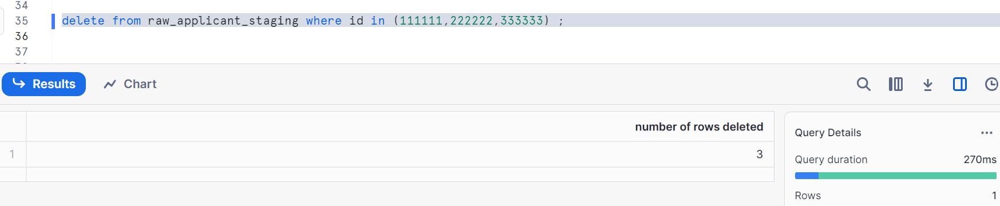 34
35 delete from raw_applicant_staging where id in (111111,222222,333333) ;
36
37
Results Chart
number of rows deleted
1 3
Query Details ...
Query duration 270ms
Rows 1